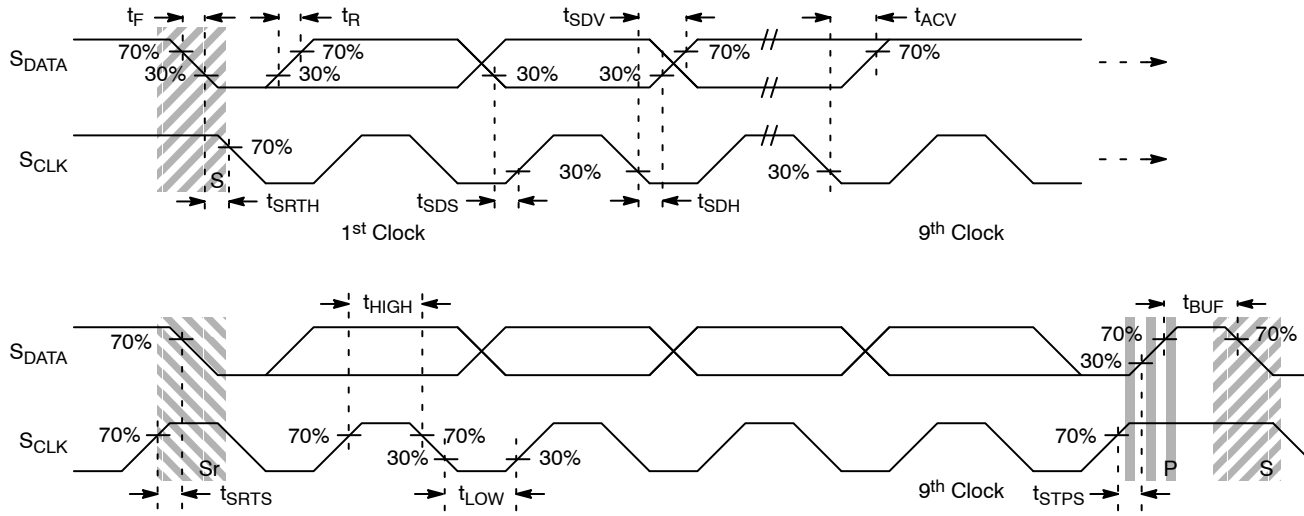 tF tR tSDV tACV
SDATA 70% 70% 70% 70%
30% 30% 30% 30%
SCLK 70% 30% 30%
S
tSRTH tSDS tSDH
1st Clock 9th Clock
tHIGH tBUF
SDATA 70% 70% 70%
30%
SCLK 70% 70% 70% 70%
30% 30%
Sr P S
tSRTS tLOW 9th Clock tSTPS